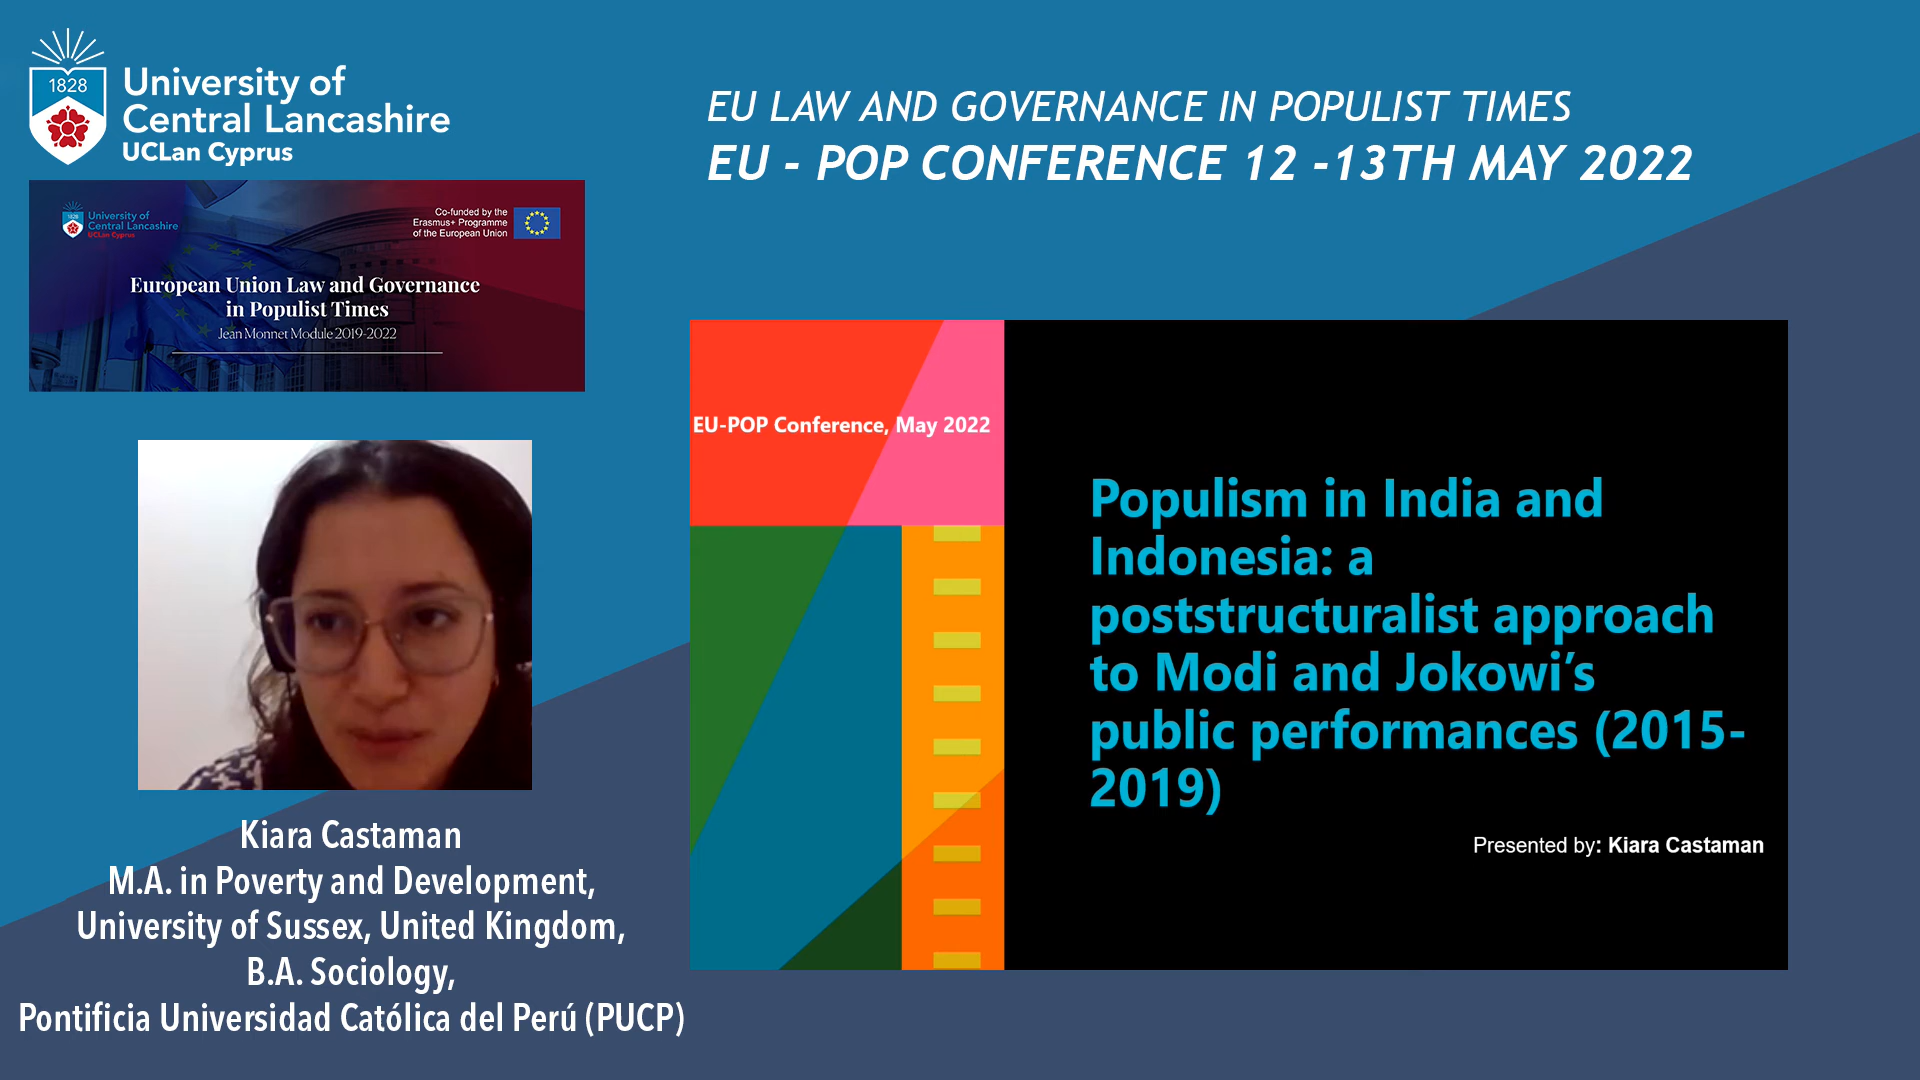 1828
University of
Central Lancashire
UCLan Cyprus
EU LAW AND GOVERNANCE IN POPULIST TIMES
EU - POP CONFERENCE 12 -13TH MAY 2022
1828
University of
Central Lancashire
UCLan Cyprus
Co-funded by the
Erasmus+ Programme
of the European Union
European Union Law and Governance
in Populist Times
Jean Monnet Module 2019-2022
EU-POP Conference, May 2022
Populism in India and
Indonesia: a
poststructuralist approach
to Modi and Jokowi’s
public performances (2015-
2019)
Presented by: Kiara Castaman
Kiara Castaman
M.A. in Poverty and Development,
University of Sussex, United Kingdom,
B.A. Sociology,
Pontificia Universidad Católica del Perú (PUCP)